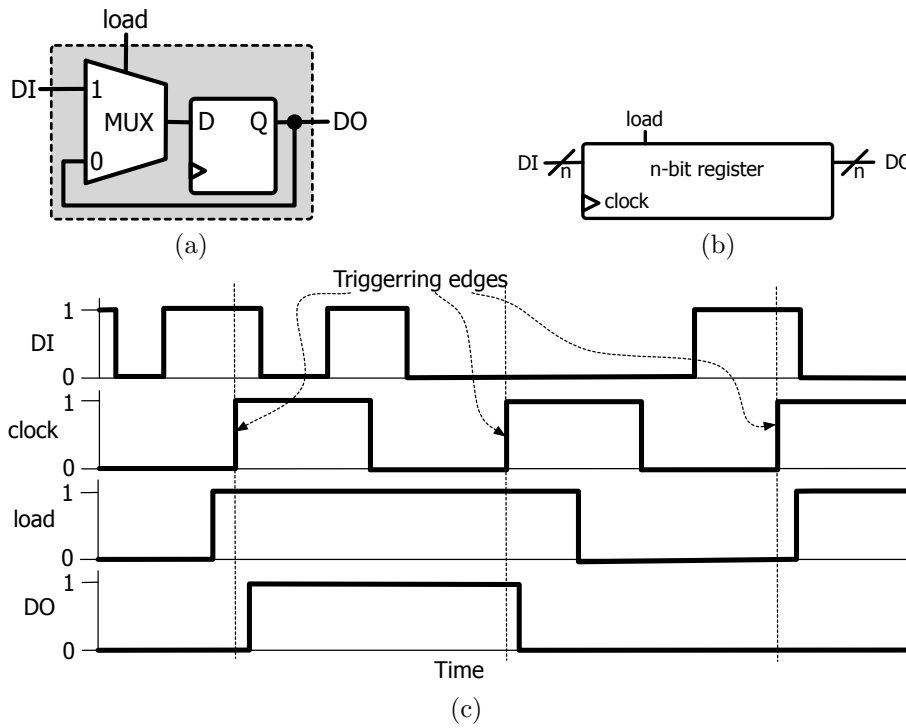 load
DI
1
MUX
D
Q
DO
0
(a)
load
DI
n
n-bit register
n
DO
clock
(b)
Triggerring edges
1
DI
0
1
clock
0
1
load
0
1
DO
0
Time
(c)